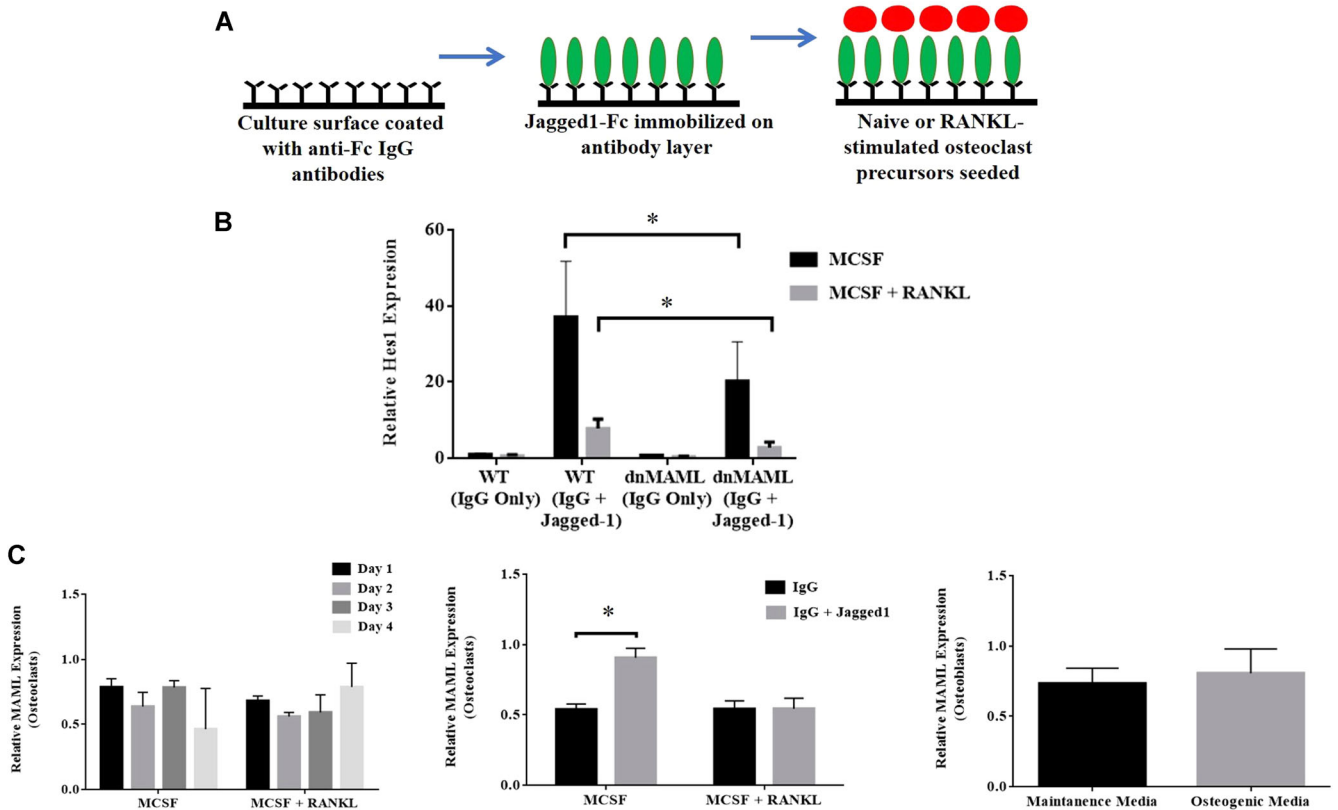 A
Culture surface coated
with anti-Fc IgG
antibodies
Jagged1-Fc immobilized on
antibody layer
Naive or RANKL-
stimulated osteoclast
precursors seeded
B
Relative Hes1 Expression
60
40
20
0
*
*
MCSF
MCSF + RANKL
WT
(IgG Only)
WT
(IgG +
Jagged-1)
dnMAML
(IgG Only)
dnMAML
(IgG +
Jagged-1)
C
Relative MAML Expression
(Osteoclasts)
1.5
1.0
0.5
0.0
Day 1
Day 2
Day 3
Day 4
MCSF
MCSF + RANKL
Relative MAML Expression
(Osteoclasts)
1.5
1.0
0.5
0.0
*
IgG
IgG + Jagged1
MCSF
MCSF + RANKL
Relative MAML Expression
(Osteoblasts)
1.5
1.0
0.5
0.0
Maintanence Media
Osteogenic Media